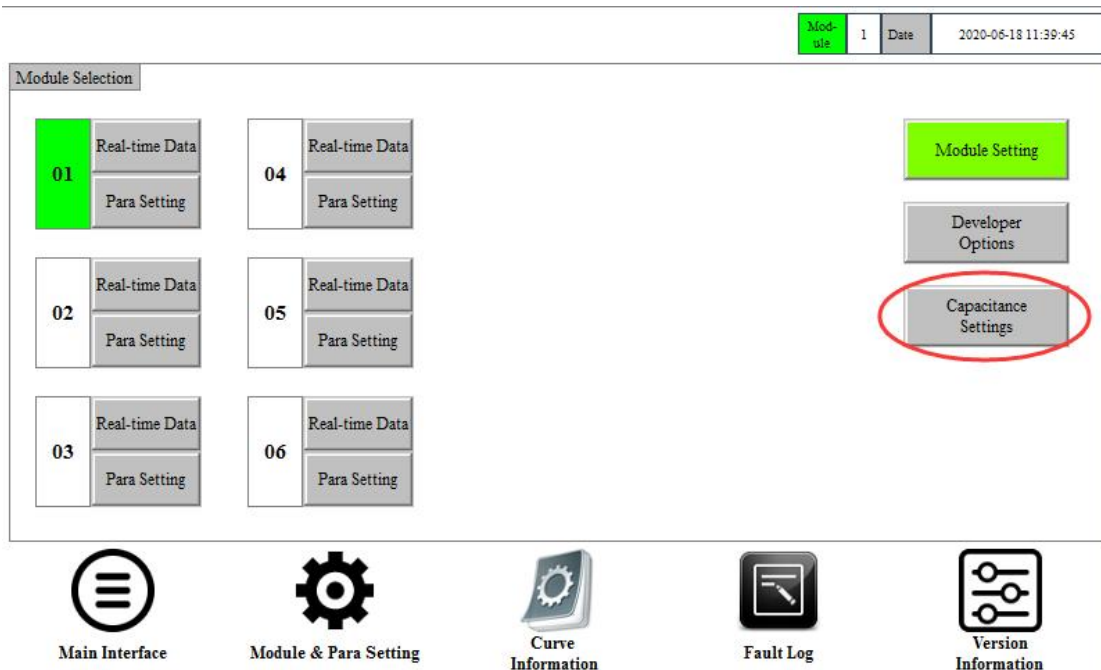 Mod-
ule
1
Date
2020-06-18 11:39:45
Module Selection
01
Real-time Data
Para Setting
04
Real-time Data
Para Setting
Module Setting
Developer
Options
02
Real-time Data
Para Setting
05
Real-time Data
Para Setting
Capacitance
Settings
03
Real-time Data
Para Setting
06
Real-time Data
Para Setting
Main Interface
Module & Para Setting
Curve
Information
Fault Log
Version
Information